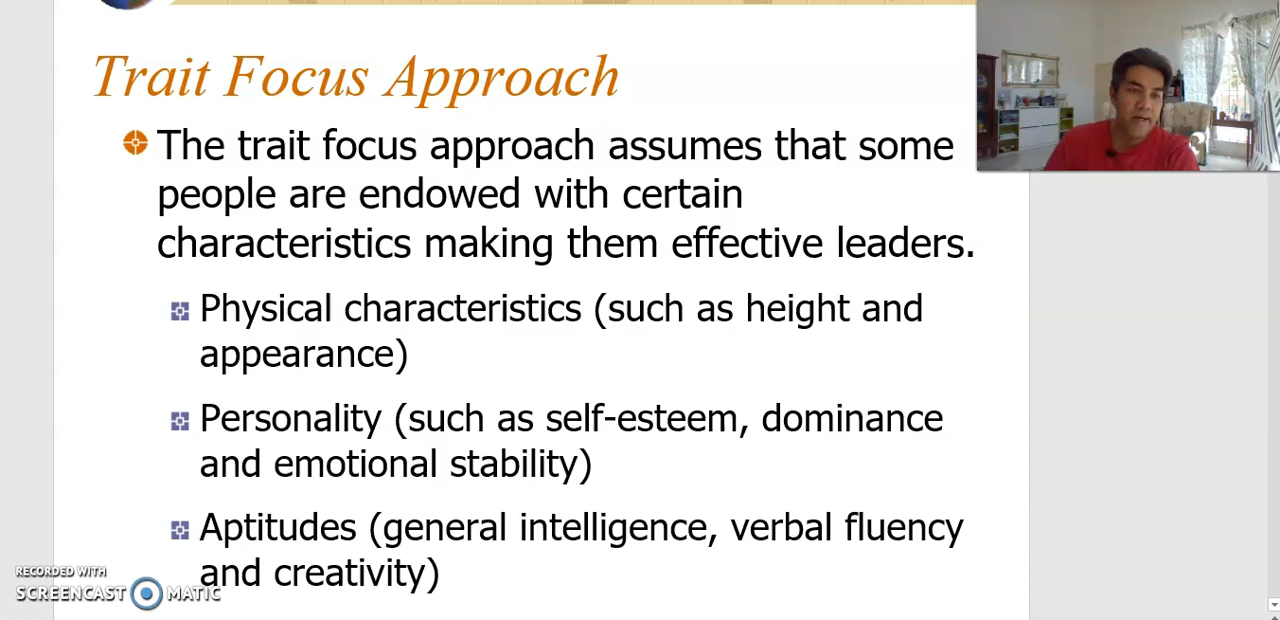 Trait Focus Approach
The trait focus approach assumes that some
people are endowed with certain
characteristics making them effective leaders.
Physical characteristics (such as height and
appearance)
Personality (such as self-esteem, dominance
and emotional stability)
Aptitudes (general intelligence, verbal fluency
and creativity)
RECORDED WITH
SCREENCAST MATIC